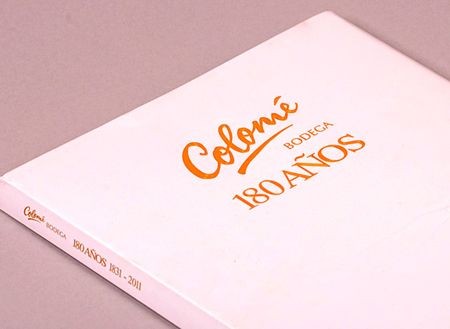 Colomé
BODEGA
180 AÑOS
Colomé BODEGA 180 AÑOS 1831 - 2011